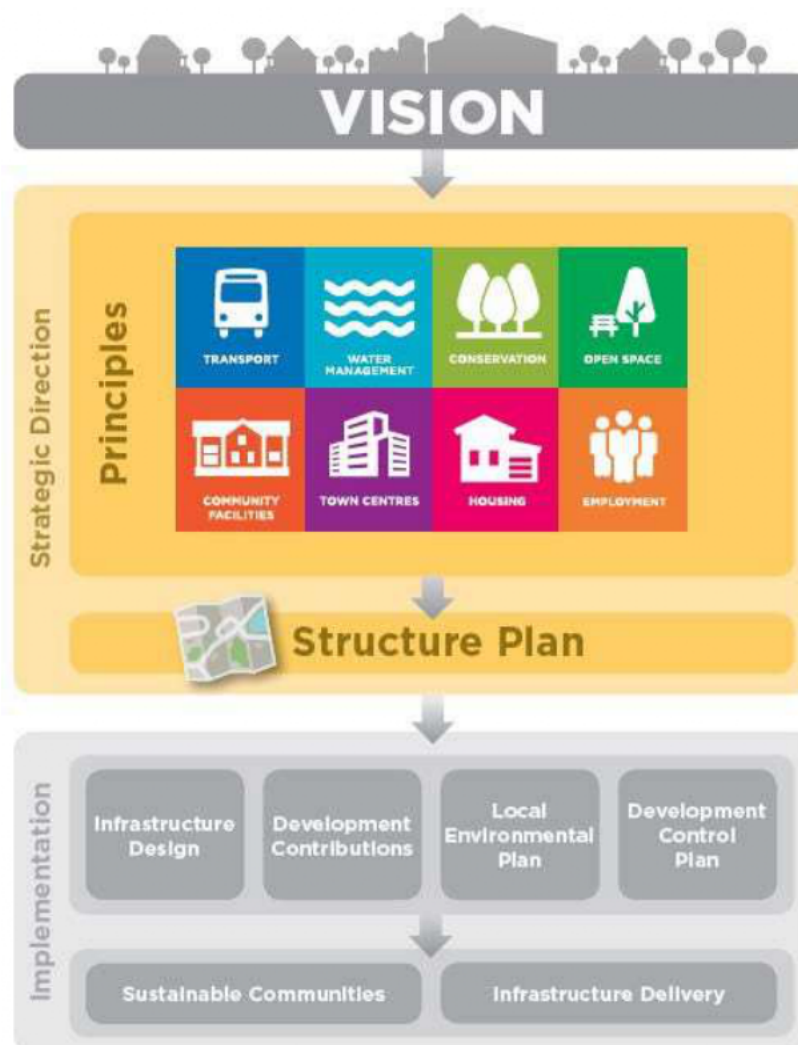 VISION
Strategic Direction
Principles
TRANSPORT
WATER
MANAGEMENT
CONSERVATION
OPEN SPACE
COMMUNITY
FACILITIES
TOWN CENTRES
HOUSING
EMPLOYMENT
Structure Plan
Implementation
Infrastructure
Design
Development
Contributions
Local
Environmental
Plan
Development
Control
Plan
Sustainable Communities
Infrastructure Delivery